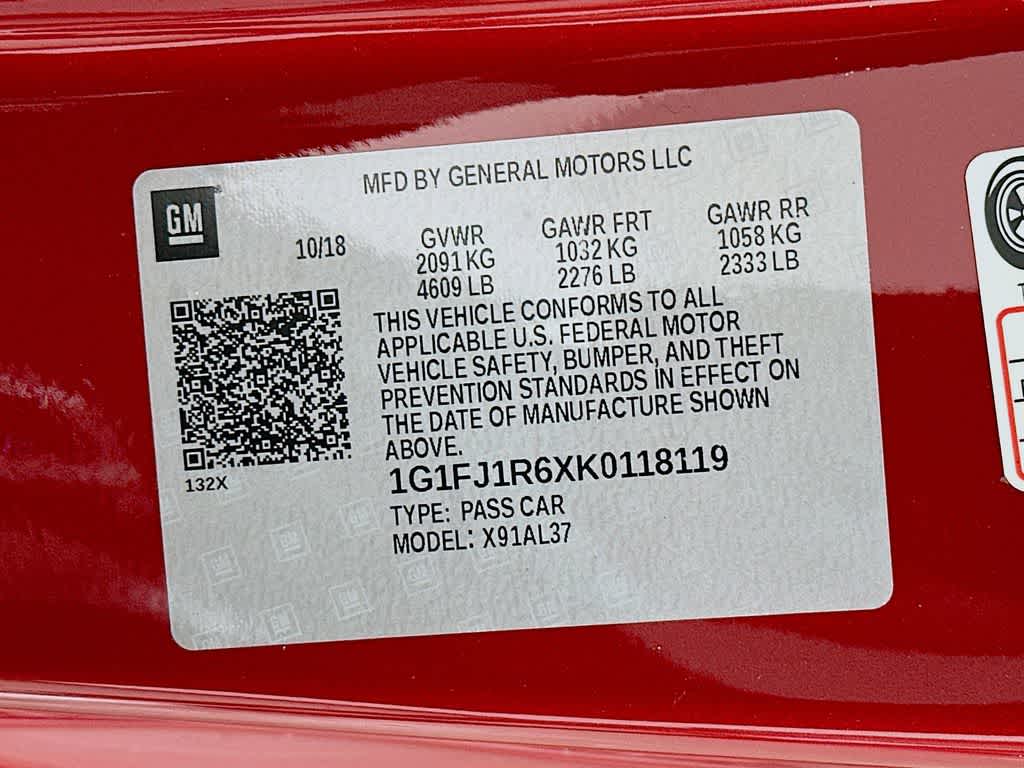 MFD BY GENERAL MOTORS LLC
GM
10/18
GVWR
2091 KG
4609 LB
GAWR FRT
1032 KG
2276 LB
GAWR RR
1058 KG
2333 LB
THIS VEHICLE CONFORMS TO ALL
APPLICABLE U.S. FEDERAL MOTOR
VEHICLE SAFETY, BUMPER, AND THEFT
PREVENTION STANDARDS IN EFFECT ON
THE DATE OF MANUFACTURE SHOWN
ABOVE.
132X
1G1FJ1R6XK0118119
TYPE: PASS CAR
MODEL: X91AL37